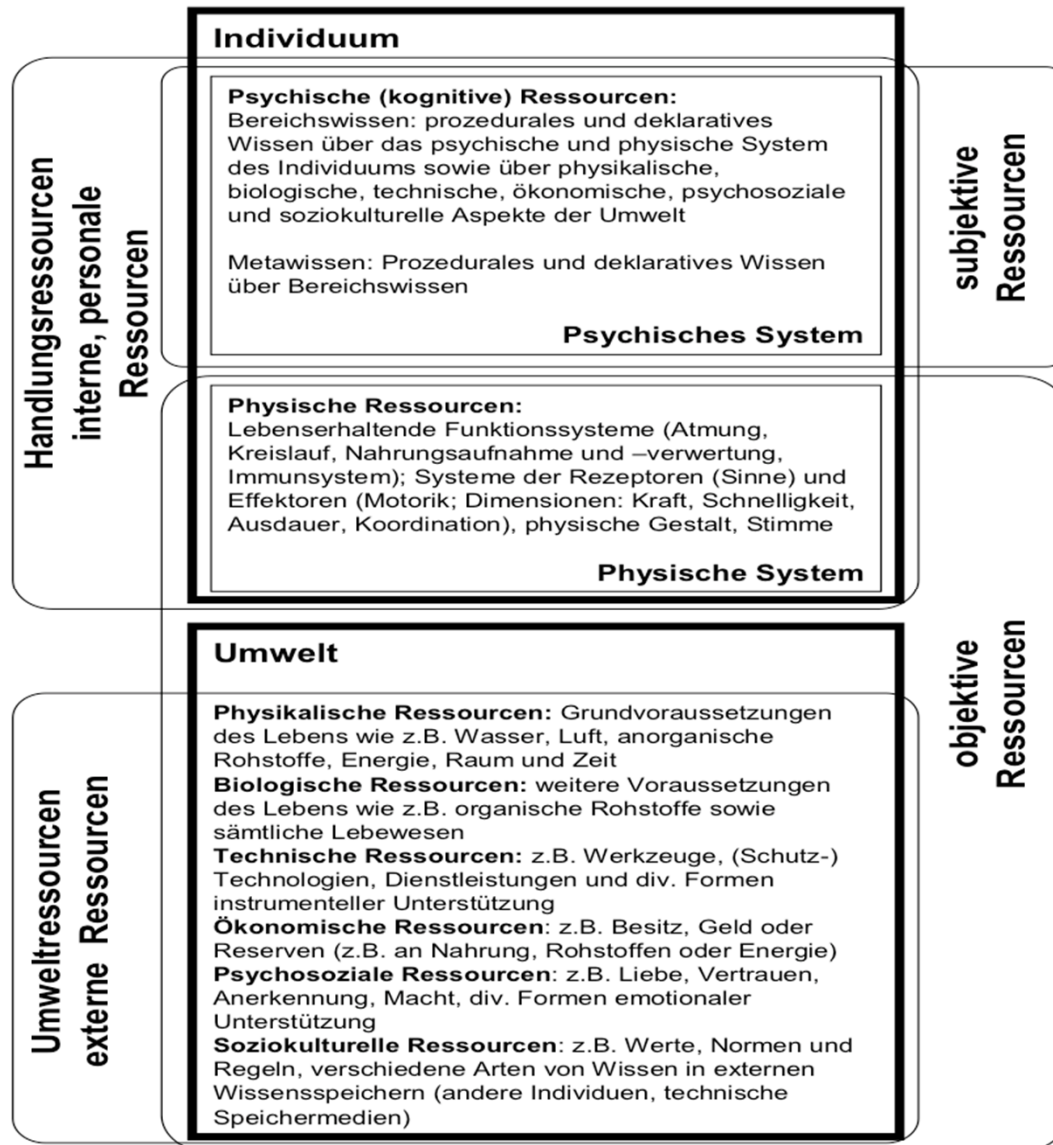 Individuum
Psychische (kognitive) Ressourcen:
Bereichswissen: prozedurales und deklaratives
Wissen über das psychische und physische System
des Individuums sowie über physikalische,
biologische, technische, ökonomische, psychosoziale
und soziokulturelle Aspekte der Umwelt
Metawissen: Prozedurales und deklaratives Wissen
über Bereichswissen
Psychisches System
Physische Ressourcen:
Lebenserhaltende Funktionssysteme (Atmung,
Kreislauf, Nahrungsaufnahme und –verwertung,
Immunsystem); Systeme der Rezeptoren (Sinne) und
Effektoren (Motorik; Dimensionen: Kraft, Schnelligkeit,
Ausdauer, Koordination), physische Gestalt, Stimme
Physische System
Handlungsressourcen
interne, personale
Ressourcen
subjektive
Ressourcen
Umwelt
Physikalische Ressourcen: Grundvoraussetzungen
des Lebens wie z.B. Wasser, Luft, anorganische
Rohstoffe, Energie, Raum und Zeit
Biologische Ressourcen: weitere Voraussetzungen
des Lebens wie z.B. organische Rohstoffe sowie
sämtliche Lebewesen
Technische Ressourcen: z.B. Werkzeuge, (Schutz-)
Technologien, Dienstleistungen und div. Formen
instrumenteller Unterstützung
Ökonomische Ressourcen: z.B. Besitz, Geld oder
Reserven (z.B. an Nahrung, Rohstoffen oder Energie)
Psychosoziale Ressourcen: z.B. Liebe, Vertrauen,
Anerkennung, Macht, div. Formen emotionaler
Unterstützung
Soziokulturelle Ressourcen: z.B. Werte, Normen und
Regeln, verschiedene Arten von Wissen in externen
Wissensspeichern (andere Individuen, technische
Speichermedien)
Umweltressourcen
externe Ressourcen
objektive
Ressourcen